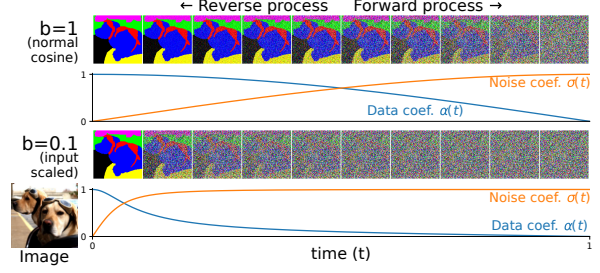 ← Reverse process    Forward process →
b=1
(normal
cosine)
1
Noise coef. σ(t)
Data coef. α(t)
0
b=0.1
(input
scaled)
1
Noise coef. σ(t)
Data coef. α(t)
0
0    1
Image
time (t)